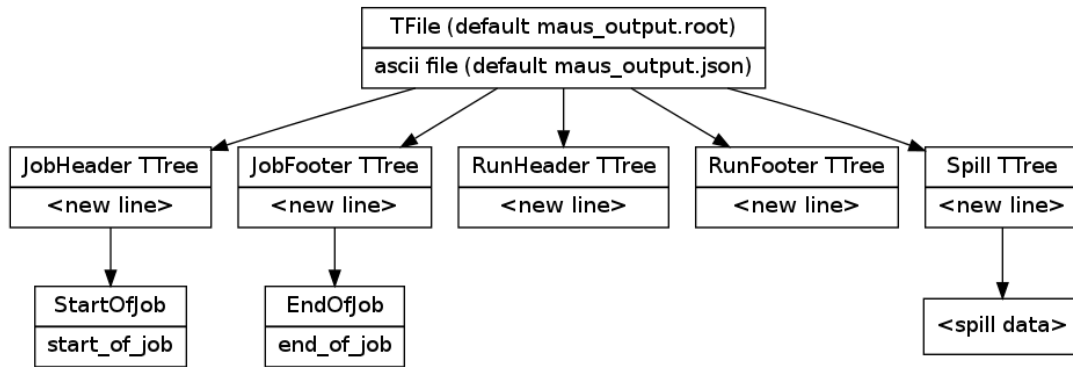 TFile (default maus_output.root)
ascii file (default maus_output.json)
JobHeader TTree
<new line>
JobFooter TTree
<new line>
RunHeader TTree
<new line>
RunFooter TTree
<new line>
Spill TTree
<new line>
StartOfJob
start_of_job
EndOfJob
end_of_job
<spill data>